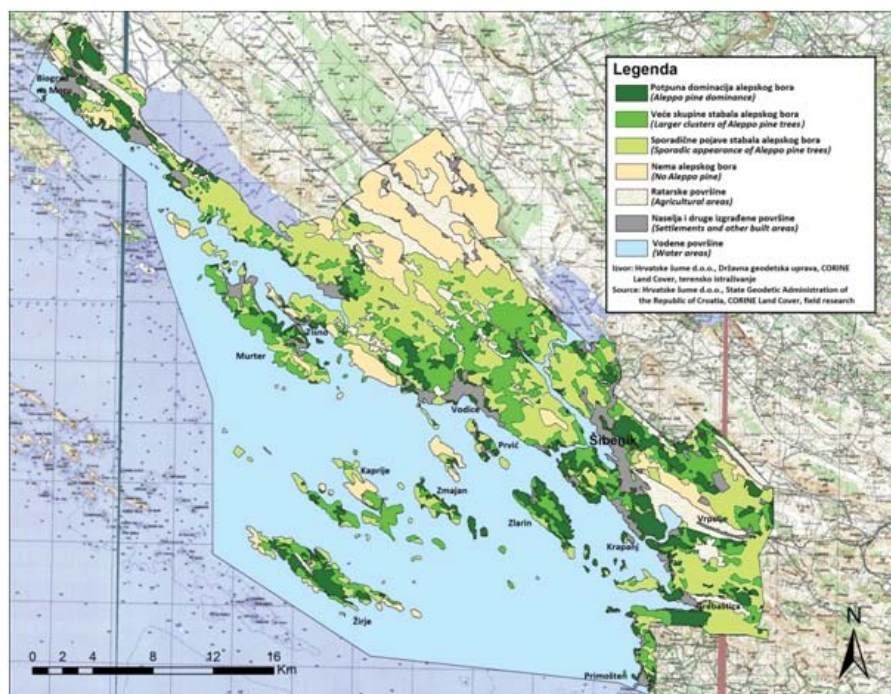 Legenda
Potpuna dominacija alepskog bora
(Aleppo pine dominance)
Veće skupine stabala alepskog bora
(Larger clusters of Aleppo pine trees)
Sporadične pojave stabala alepskog bora
(Sporadic appearance of Aleppo pine trees)
Nema alepskog bora
(No Aleppo pine)
Ratarske površine
(Agricultural areas)
Naselja i druge izgrađene površine
(Settlements and other built areas)
Vodene površine
(Water areas)
Izvor: Hrvatske šume d.o.o., Državna geodetska uprava, CORINE
Land Cover, terensko istraživanje
Source: Hrvatske šume d.o.o., State Geodetic Administration of
the Republic of Croatia, CORINE Land Cover, field research
Biograd
na Moru
Tisno
Murter
Vodice
Šibenik
Prvić
Kaprije
Zmajan
Zlarin
Vrpolje
Krapanj
Grebaštica
Žirje
Primošten
N
0 2 4 8 12 16
Km